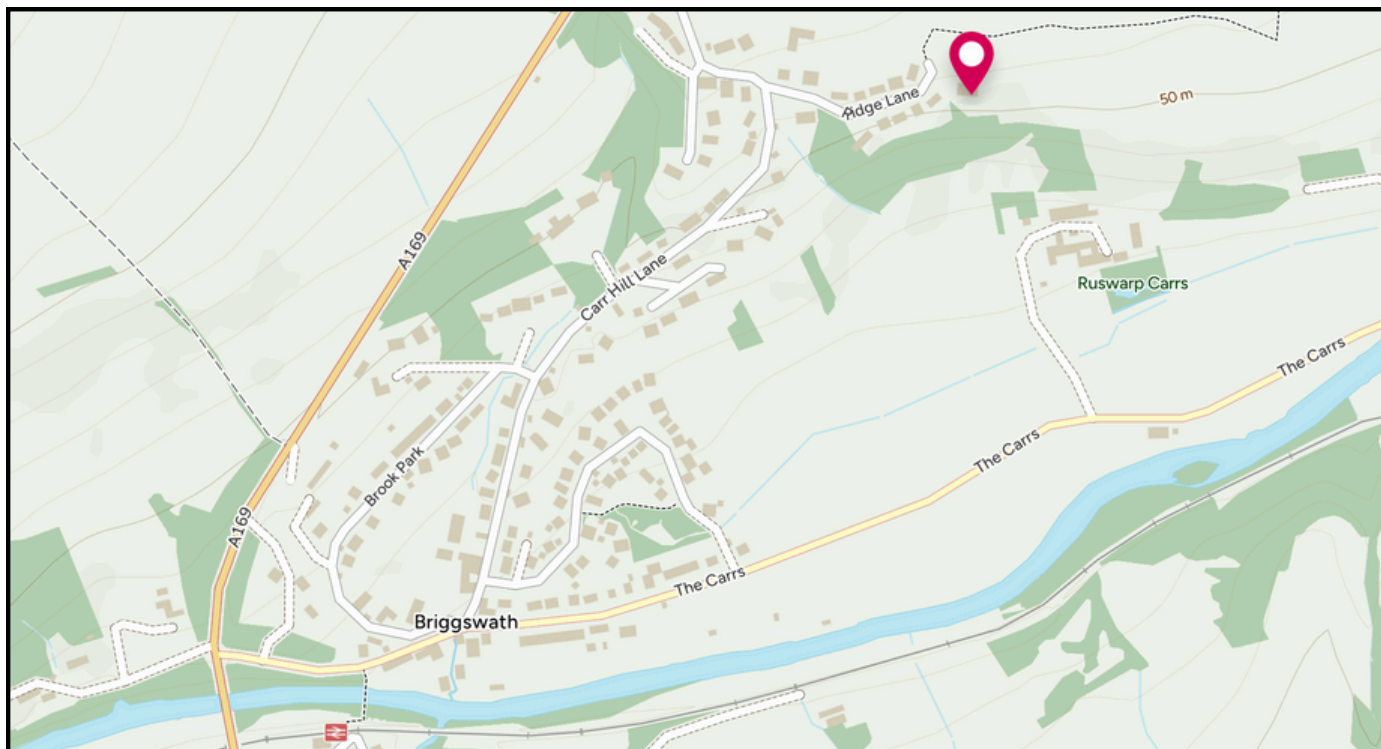 Ridge Lane
50 m
A169
Carr Hill Lane
Ruswarp Carrs
The Carrs
The Carrs
Brook Park
A169
The Carrs
Briggswath